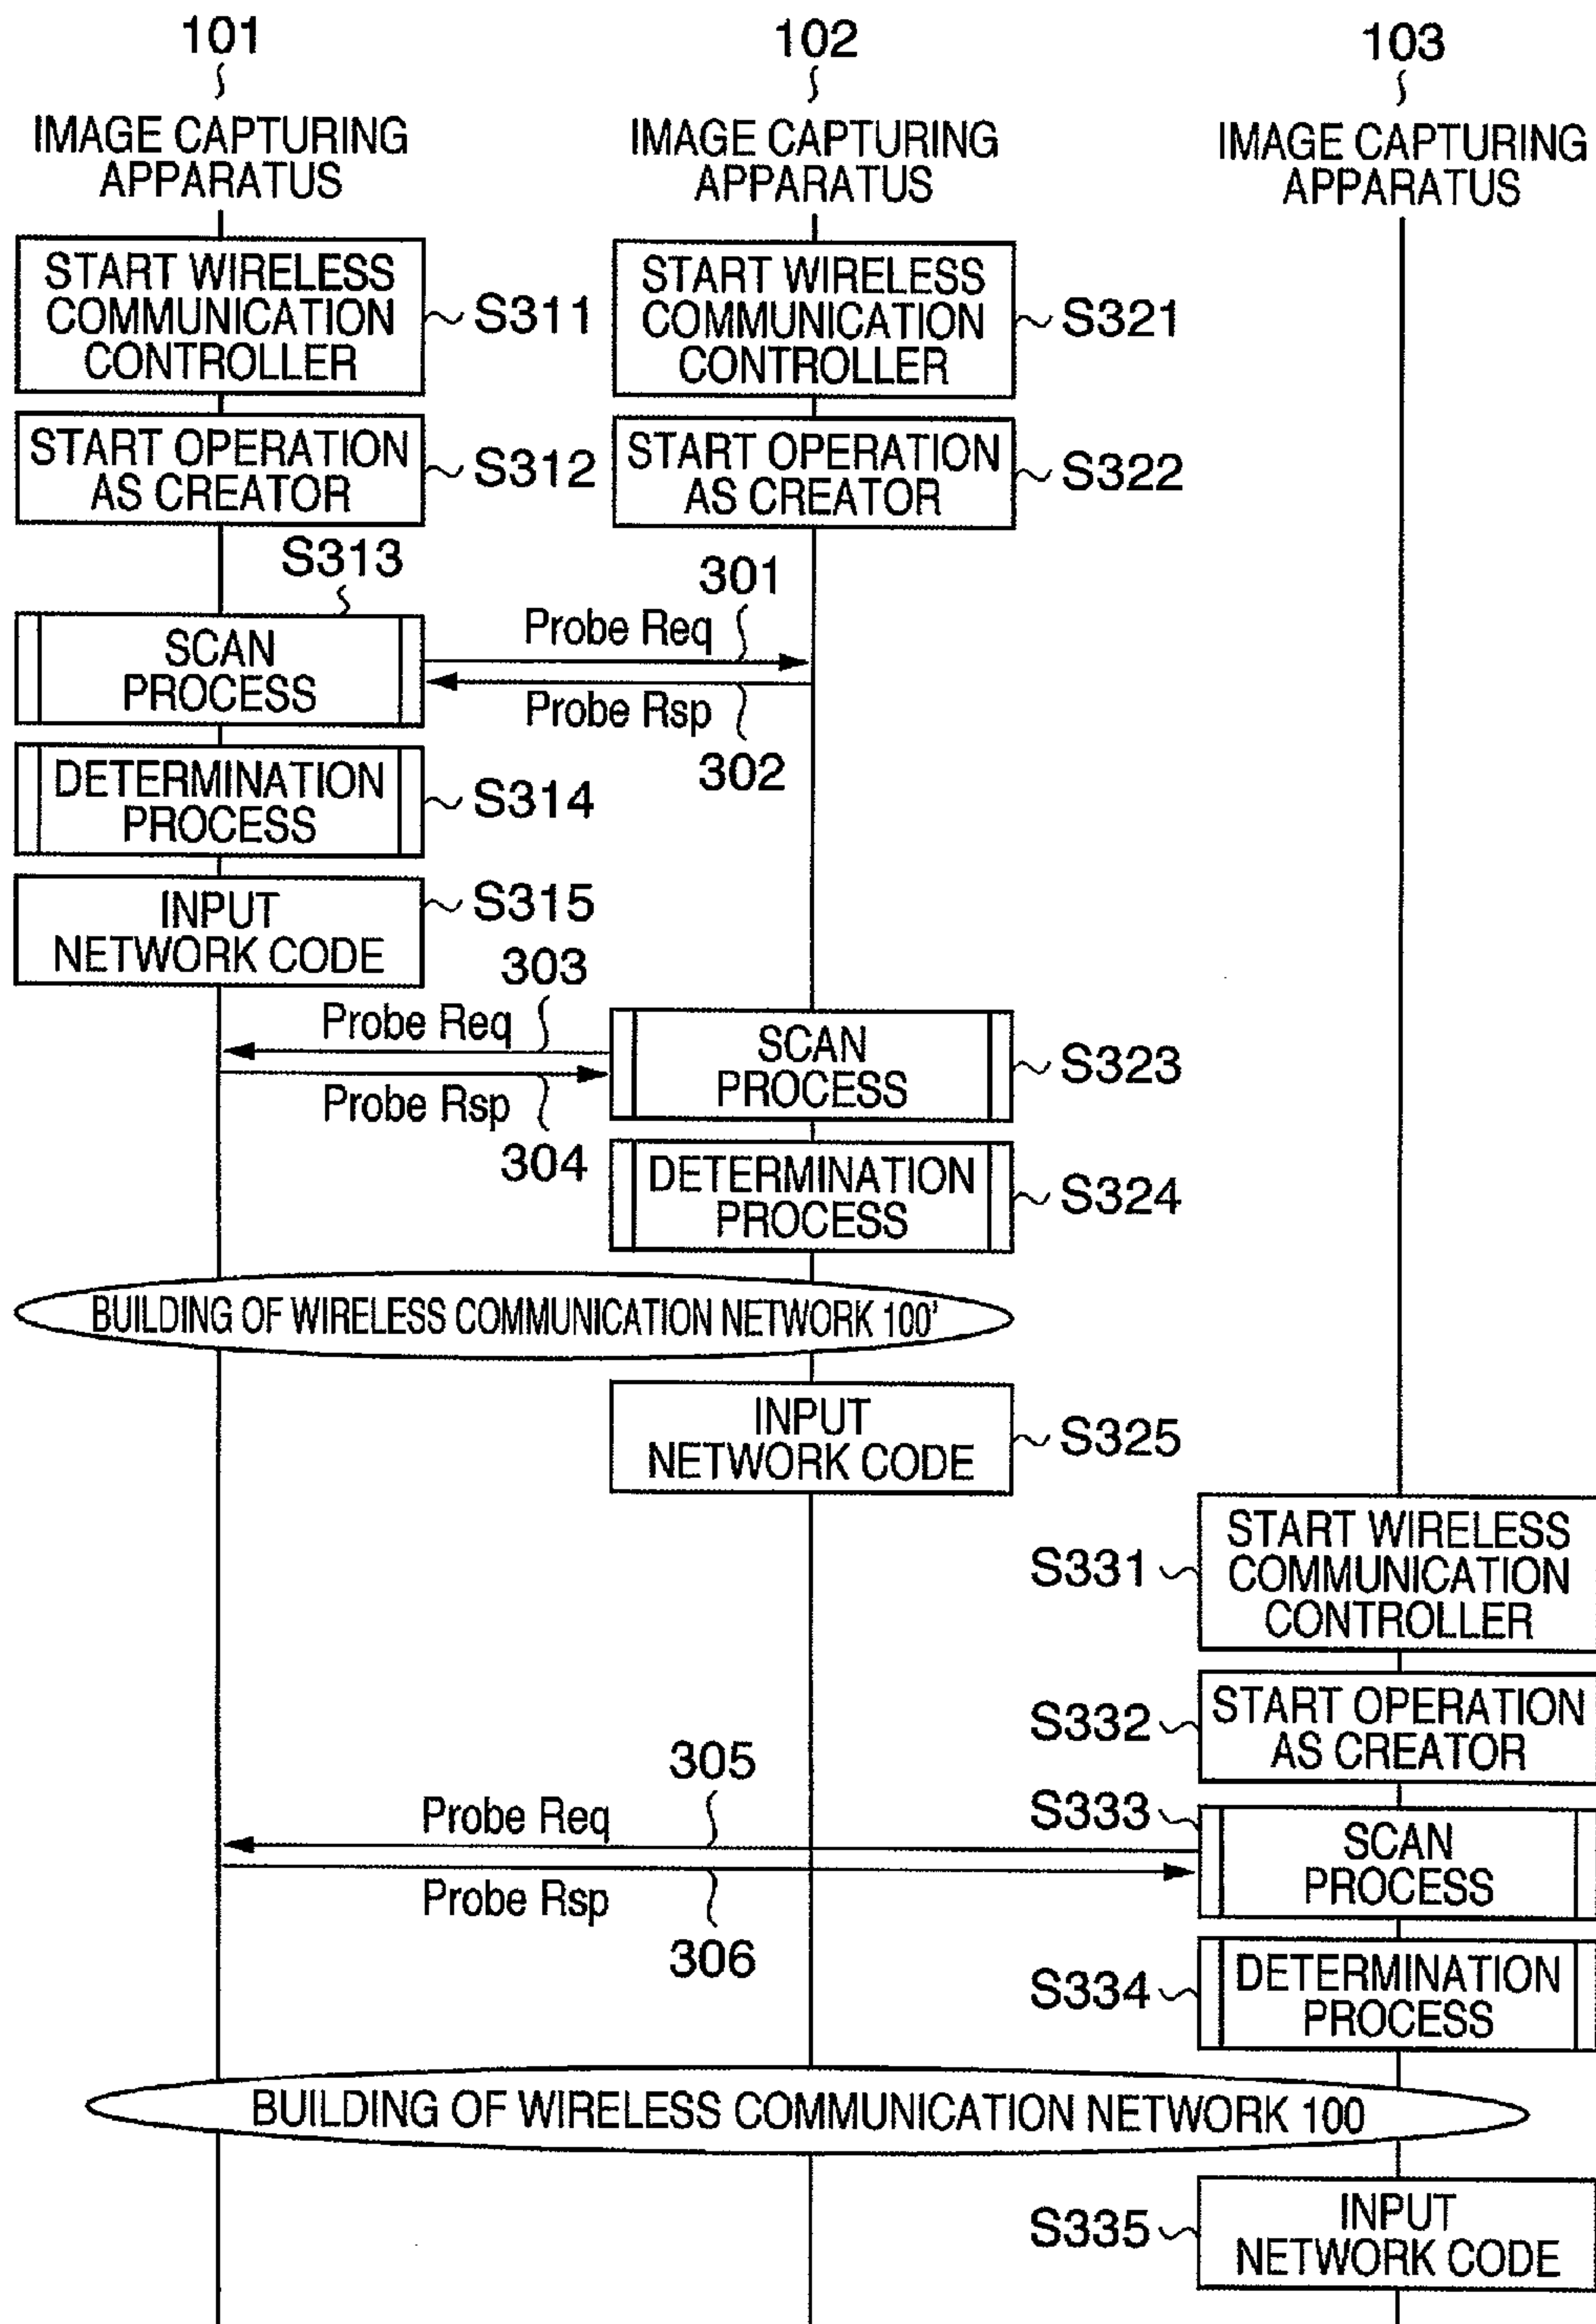 101
102
103
IMAGE CAPTURING
APPARATUS
IMAGE CAPTURING
APPARATUS
IMAGE CAPTURING
APPARATUS
START WIRELESS
COMMUNICATION
CONTROLLER
S311
START WIRELESS
COMMUNICATION
CONTROLLER
S321
START OPERATION
AS CREATOR
S312
START OPERATION
AS CREATOR
S322
S313
SCAN
PROCESS
301
Probe Req
Probe Rsp
302
DETERMINATION
PROCESS
S314
INPUT
NETWORK CODE
S315
303
Probe Req
Probe Rsp
304
SCAN
PROCESS
S323
DETERMINATION
PROCESS
S324
BUILDING OF WIRELESS COMMUNICATION NETWORK 100'
INPUT
NETWORK CODE
S325
S331
START WIRELESS
COMMUNICATION
CONTROLLER
S332
START OPERATION
AS CREATOR
305
Probe Req
Probe Rsp
306
S333
SCAN
PROCESS
S334
DETERMINATION
PROCESS
BUILDING OF WIRELESS COMMUNICATION NETWORK 100
S335
INPUT
NETWORK CODE